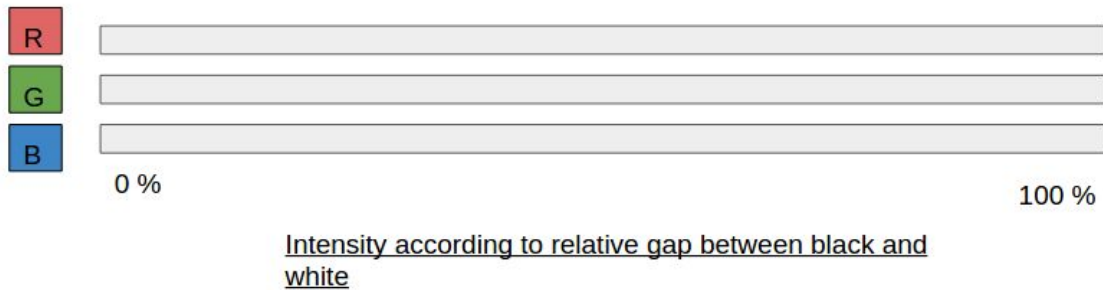 R
G
B
0 %
100 %
Intensity according to relative gap between black and
white